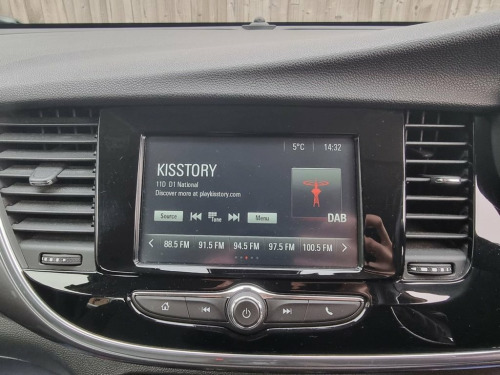 5°C 14:32
KISSTORY
11D D1 National
Discover more at playkisstory.com
Source Tune Menu
DAB
88.5 FM 91.5 FM 94.5 FM 97.5 FM 100.5 FM